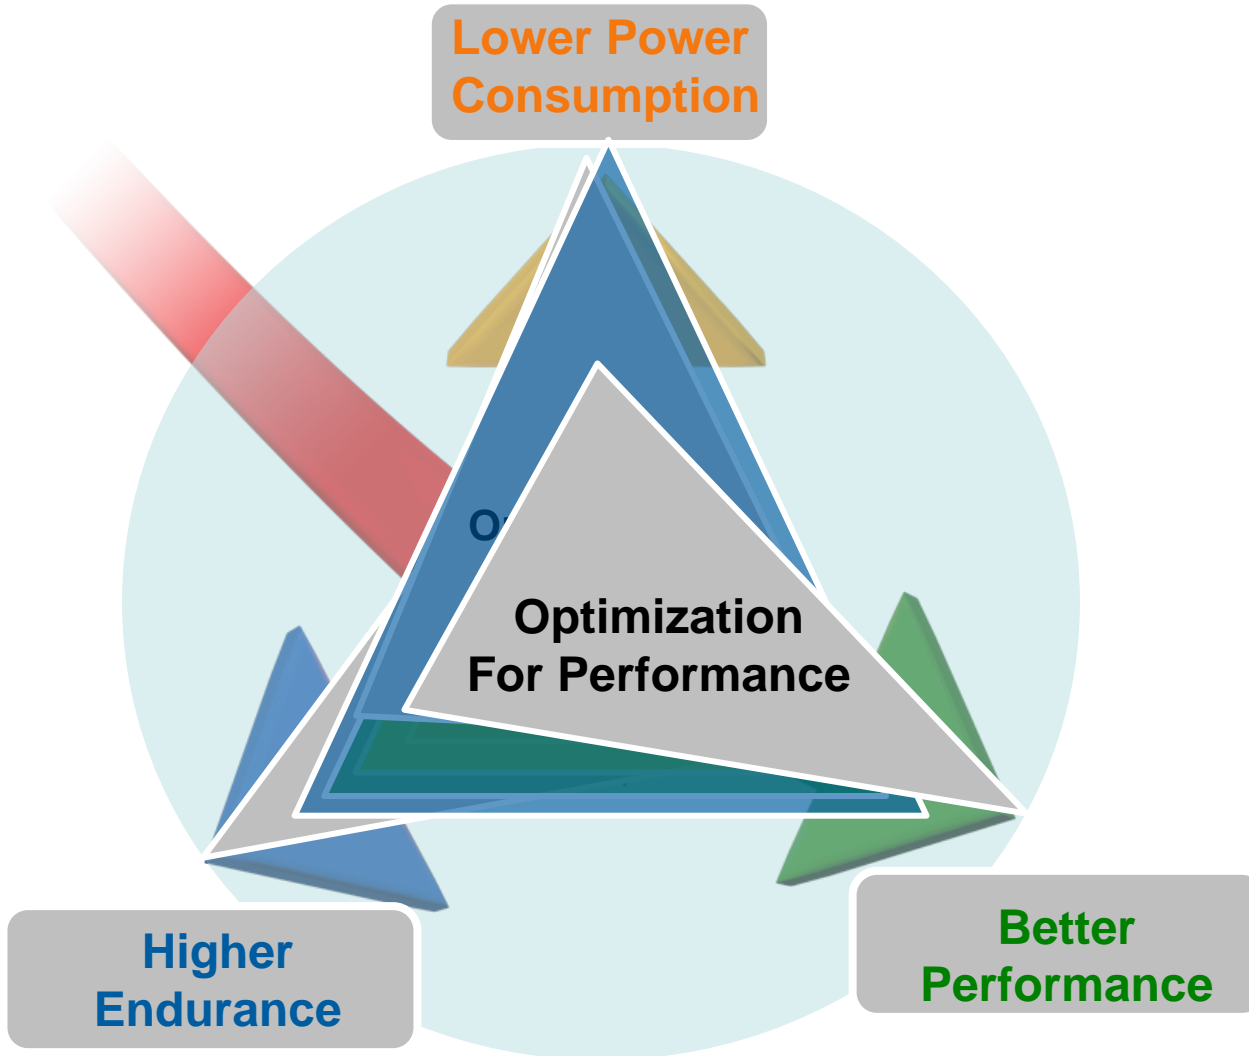 Lower Power
Consumption
Optimization
For Performance
Higher
Endurance
Better
Performance